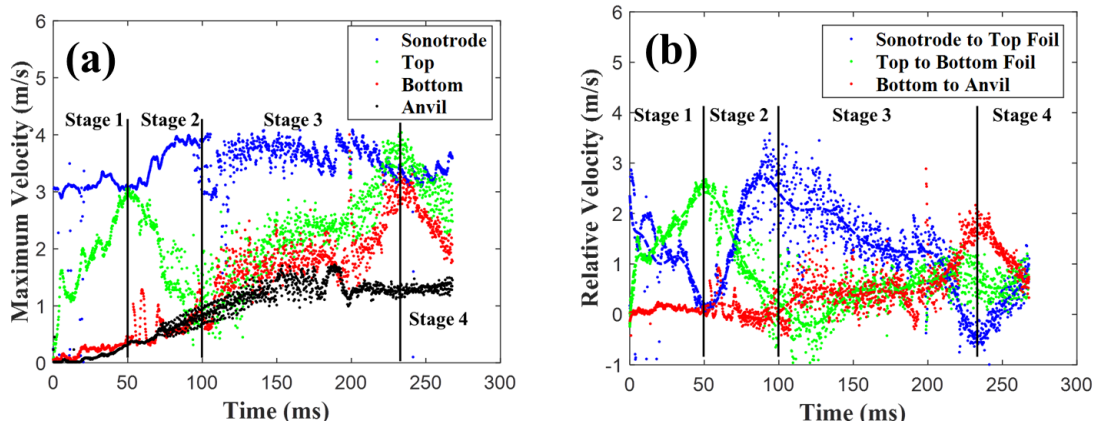 (a)
Sonotrode
Top
Bottom
Anvil
Stage 1
Stage 2
Stage 3
Stage 4
6
5
4
3
2
1
0
Maximum Velocity (m/s)
0 50 100 150 200 250 300
Time (ms)
(b)
Sonotrode to Top Foil
Top to Bottom Foil
Bottom to Anvil
Stage 1
Stage 2
Stage 3
Stage 4
6
5
4
3
2
1
0
-1
Relative Velocity (m/s)
0 50 100 150 200 250 300
Time (ms)